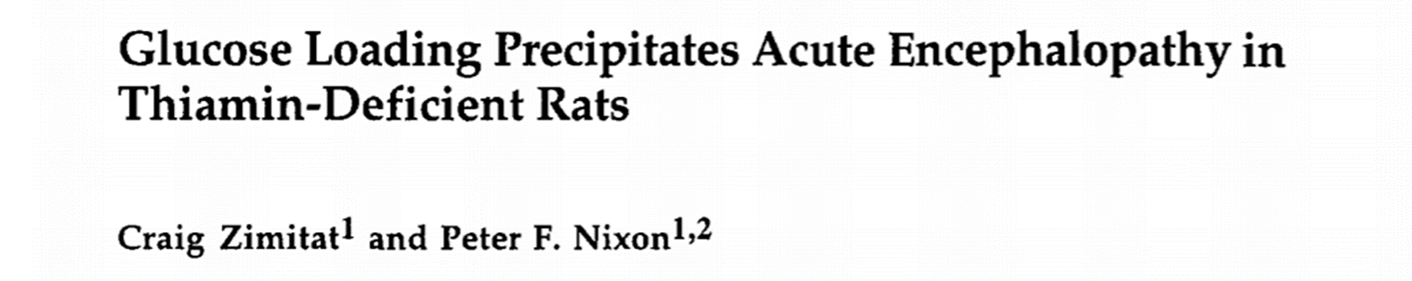 Glucose Loading Precipitates Acute Encephalopathy in
Thiamin-Deficient Rats
Craig Zimitat1 and Peter F. Nixon1,2